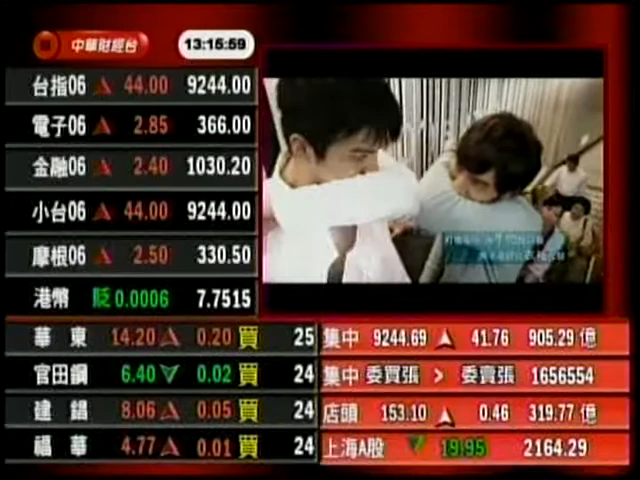 中華財經台
13:15:59
台指06 44.00 9244.00
電子06 2.85 366.00
金融06 2.40 1030.20
小台06 44.00 9244.00
摩根06 2.50 330.50
港幣 貶 0.0006 7.7515
華東 14.20 0.20 買 25
官田鋼 6.40 0.02 買 24
建錩 8.06 0.05 買 24
福華 4.77 0.01 買 24
集中 9244.69 41.76 905.29 億
集中 委買張 > 委賣張 1656554
店頭 153.10 0.46 319.77 億
上海A股 19.95 2164.29